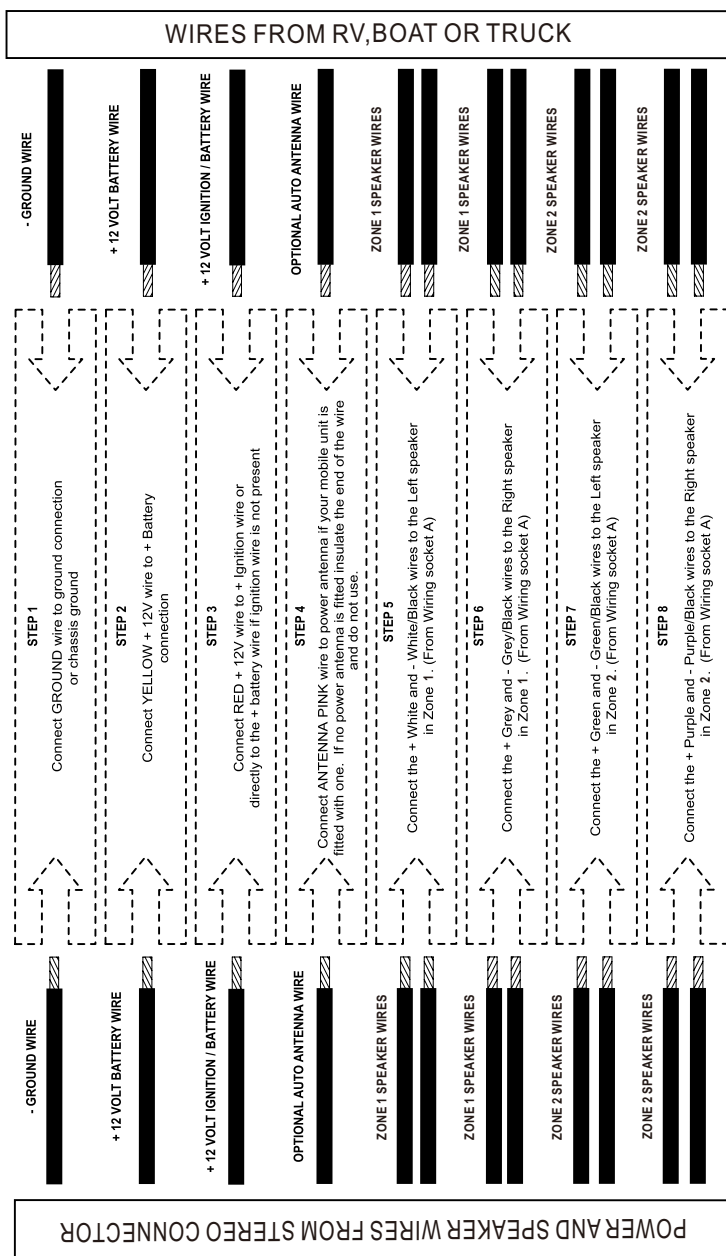 WIRES FROM RV,BOAT OR TRUCK
- GROUND WIRE
+ 12 VOLT BATTERY WIRE
+ 12 VOLT IGNITION / BATTERY WIRE
OPTIONAL AUTO ANTENNA WIRE
ZONE 1 SPEAKER WIRES
ZONE 1 SPEAKER WIRES
ZONE 2 SPEAKER WIRES
ZONE 2 SPEAKER WIRES
STEP 1
Connect GROUND wire to ground connection
or chassis ground
STEP 2
Connect YELLOW + 12V wire to + Battery
connection
STEP 3
Connect RED + 12V wire to + Ignition wire or
directly to the + battery wire if ignition wire is not present
STEP 4
Connect ANTENNA PINK wire to power antenna if your mobile unit is
fitted with one. If no power antenna is fitted insulate the end of the wire
and do not use.
STEP 5
Connect the + White and - White/Black wires to the Left speaker
in Zone 1. (From Wiring socket A)
STEP 6
Connect the + Grey and - Grey/Black wires to the Right speaker
in Zone 1. (From Wiring socket A)
STEP 7
Connect the + Green and - Green/Black wires to the Left speaker
in Zone 2. (From Wiring socket A)
STEP 8
Connect the + Purple and - Purple/Black wires to the Right speaker
in Zone 2. (From Wiring socket A)
- GROUND WIRE
+ 12 VOLT BATTERY WIRE
+ 12 VOLT IGNITION / BATTERY WIRE
OPTIONAL AUTO ANTENNA WIRE
ZONE 1 SPEAKER WIRES
ZONE 1 SPEAKER WIRES
ZONE 2 SPEAKER WIRES
ZONE 2 SPEAKER WIRES
POWER AND SPEAKER WIRES FROM STEREO CONNECTOR